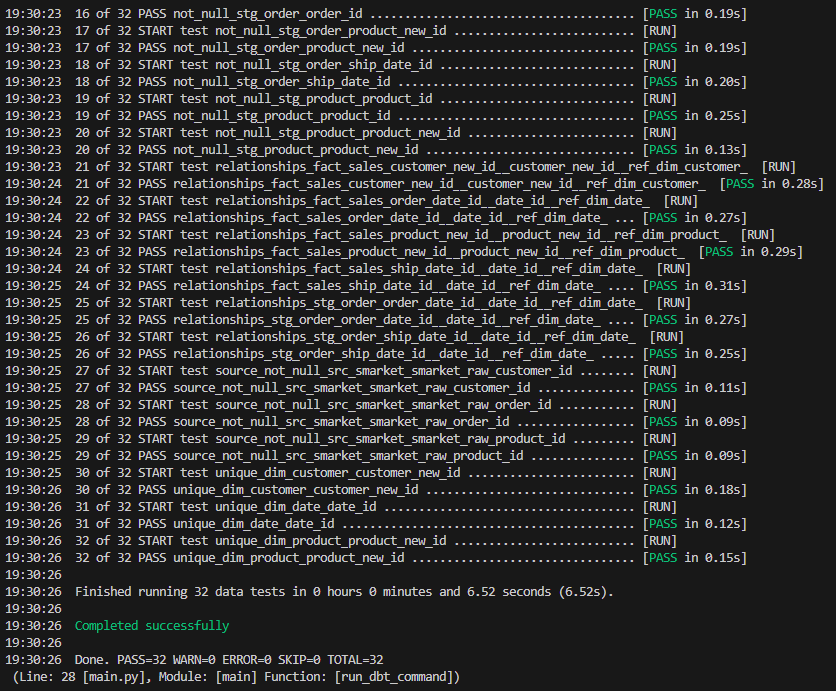 19:30:23  16 of 32 PASS not_null_stg_order_order_id ...................................... [PASS in 0.19s]
19:30:23  17 of 32 START test not_null_stg_order_product_new_id .......................... [RUN]
19:30:23  17 of 32 PASS not_null_stg_order_product_new_id ................................ [PASS in 0.19s]
19:30:23  18 of 32 START test not_null_stg_order_ship_date_id ............................ [RUN]
19:30:23  18 of 32 PASS not_null_stg_order_ship_date_id .................................. [PASS in 0.20s]
19:30:23  19 of 32 START test not_null_stg_product_product_id ............................ [RUN]
19:30:23  19 of 32 PASS not_null_stg_product_product_id .................................. [PASS in 0.25s]
19:30:23  20 of 32 START test not_null_stg_product_product_new_id ........................ [RUN]
19:30:23  20 of 32 PASS not_null_stg_product_product_new_id .............................. [PASS in 0.13s]
19:30:23  21 of 32 START test relationships_fact_sales_customer_new_id__customer_new_id__ref_dim_customer_  [RUN]
19:30:24  21 of 32 PASS relationships_fact_sales_customer_new_id__customer_new_id__ref_dim_customer_  [PASS in 0.28s]
19:30:24  22 of 32 START test relationships_fact_sales_order_date_id__date_id__ref_dim_date_  [RUN]
19:30:24  22 of 32 PASS relationships_fact_sales_order_date_id__date_id__ref_dim_date_ ... [PASS in 0.27s]
19:30:24  23 of 32 START test relationships_fact_sales_product_new_id__product_new_id__ref_dim_product_  [RUN]
19:30:24  23 of 32 PASS relationships_fact_sales_product_new_id__product_new_id__ref_dim_product_  [PASS in 0.29s]
19:30:24  24 of 32 START test relationships_fact_sales_ship_date_id__date_id__ref_dim_date_  [RUN]
19:30:25  24 of 32 PASS relationships_fact_sales_ship_date_id__date_id__ref_dim_date_ .... [PASS in 0.31s]
19:30:25  25 of 32 START test relationships_stg_order_order_date_id__date_id__ref_dim_date_  [RUN]
19:30:25  25 of 32 PASS relationships_stg_order_order_date_id__date_id__ref_dim_date_ .... [PASS in 0.27s]
19:30:25  26 of 32 START test relationships_stg_order_ship_date_id__date_id__ref_dim_date_  [RUN]
19:30:25  26 of 32 PASS relationships_stg_order_ship_date_id__date_id__ref_dim_date_ ..... [PASS in 0.25s]
19:30:25  27 of 32 START test source_not_null_src_smarket_smarket_raw_customer_id ........ [RUN]
19:30:25  27 of 32 PASS source_not_null_src_smarket_smarket_raw_customer_id .............. [PASS in 0.11s]
19:30:25  28 of 32 START test source_not_null_src_smarket_smarket_raw_order_id ........... [RUN]
19:30:25  28 of 32 PASS source_not_null_src_smarket_smarket_raw_order_id ................. [PASS in 0.09s]
19:30:25  29 of 32 START test source_not_null_src_smarket_smarket_raw_product_id ......... [RUN]
19:30:25  29 of 32 PASS source_not_null_src_smarket_smarket_raw_product_id ............... [PASS in 0.09s]
19:30:25  30 of 32 START test unique_dim_customer_customer_new_id ........................ [RUN]
19:30:26  30 of 32 PASS unique_dim_customer_customer_new_id .............................. [PASS in 0.18s]
19:30:26  31 of 32 START test unique_dim_date_date_id .................................... [RUN]
19:30:26  31 of 32 PASS unique_dim_date_date_id .......................................... [PASS in 0.12s]
19:30:26  32 of 32 START test unique_dim_product_product_new_id .......................... [RUN]
19:30:26  32 of 32 PASS unique_dim_product_product_new_id ................................ [PASS in 0.15s]
19:30:26
19:30:26  Finished running 32 data tests in 0 hours 0 minutes and 6.52 seconds (6.52s).
19:30:26
19:30:26  Completed successfully
19:30:26
19:30:26  Done. PASS=32 WARN=0 ERROR=0 SKIP=0 TOTAL=32
(Line: 28 [main.py], Module: [main] Function: [run_dbt_command])